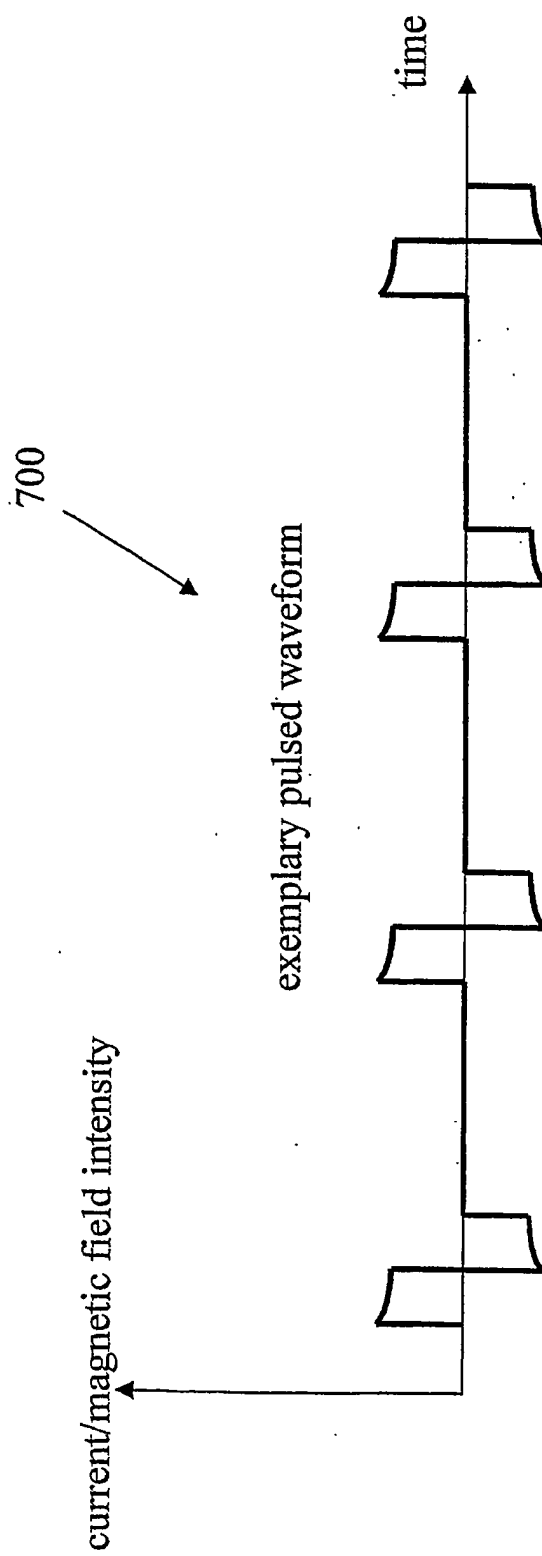 700
current/magnetic field intensity
exemplary pulsed waveform
time